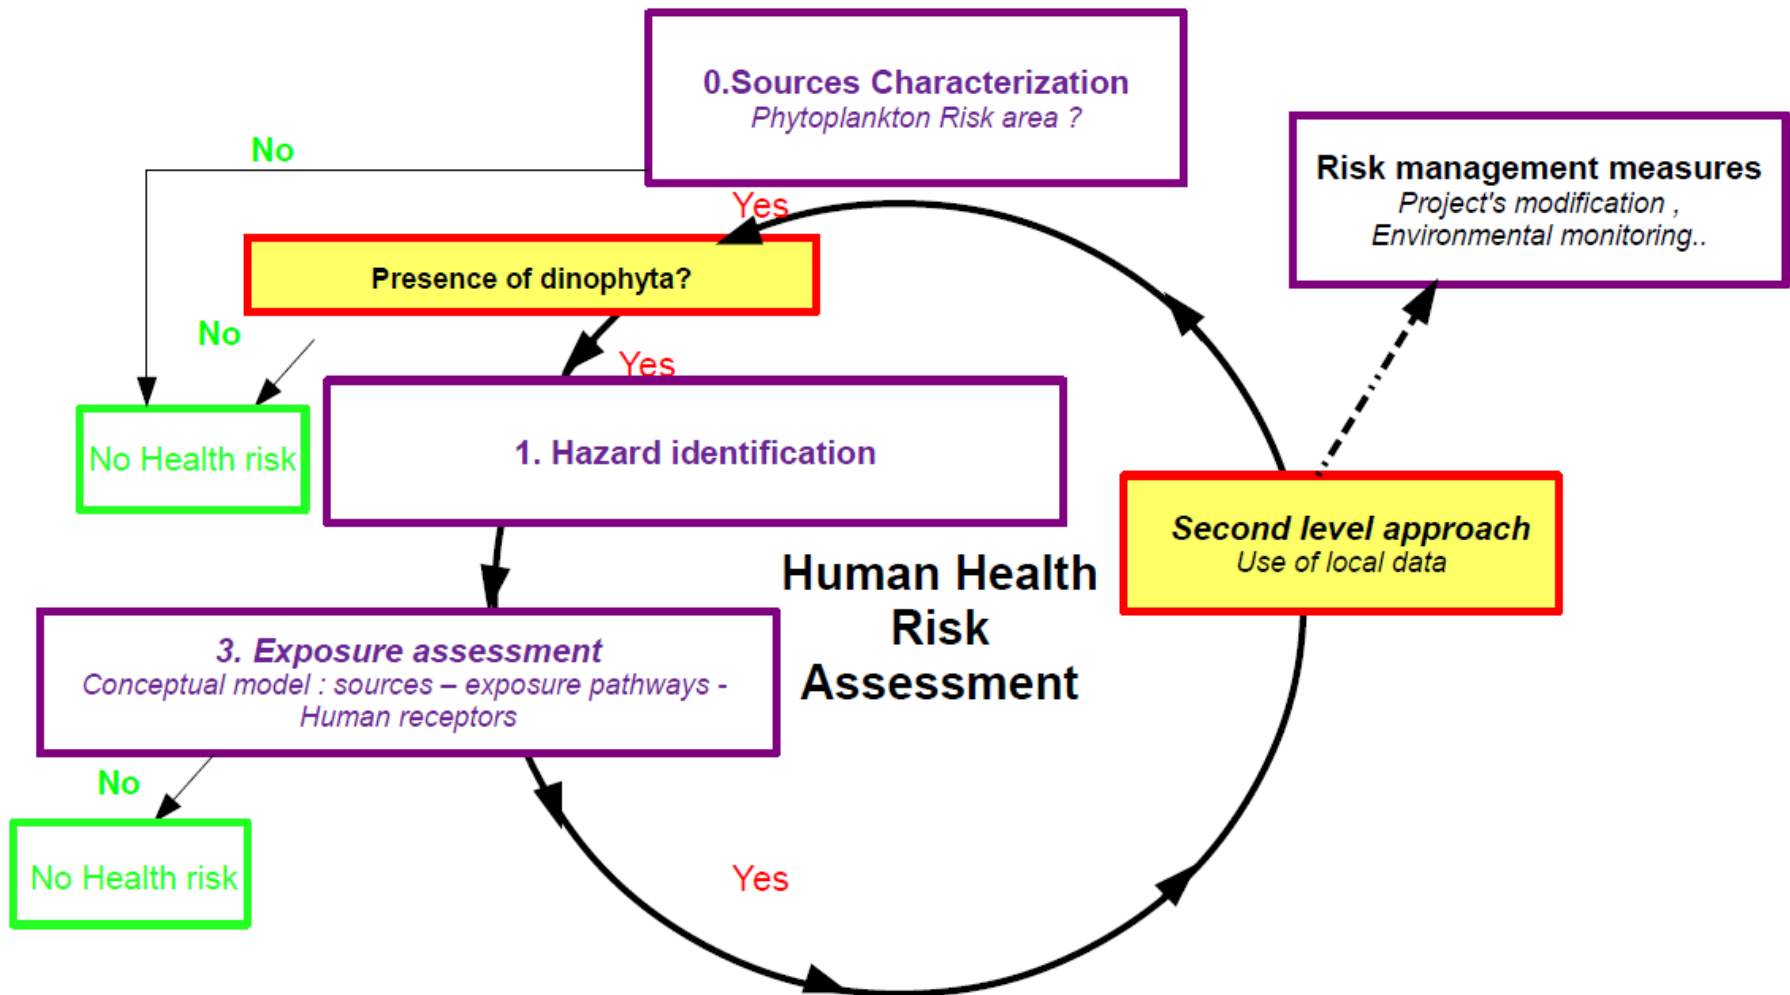 0.Sources Characterization
Phytoplankton Risk area ?
No
Yes
Risk management measures
Project's modification ,
Environmental monitoring..
Presence of dinophyta?
No
Yes
No Health risk
1. Hazard identification
Second level approach
Use of local data
Human Health
Risk
Assessment
3. Exposure assessment
Conceptual model : sources – exposure pathways -
Human receptors
No
No Health risk
Yes